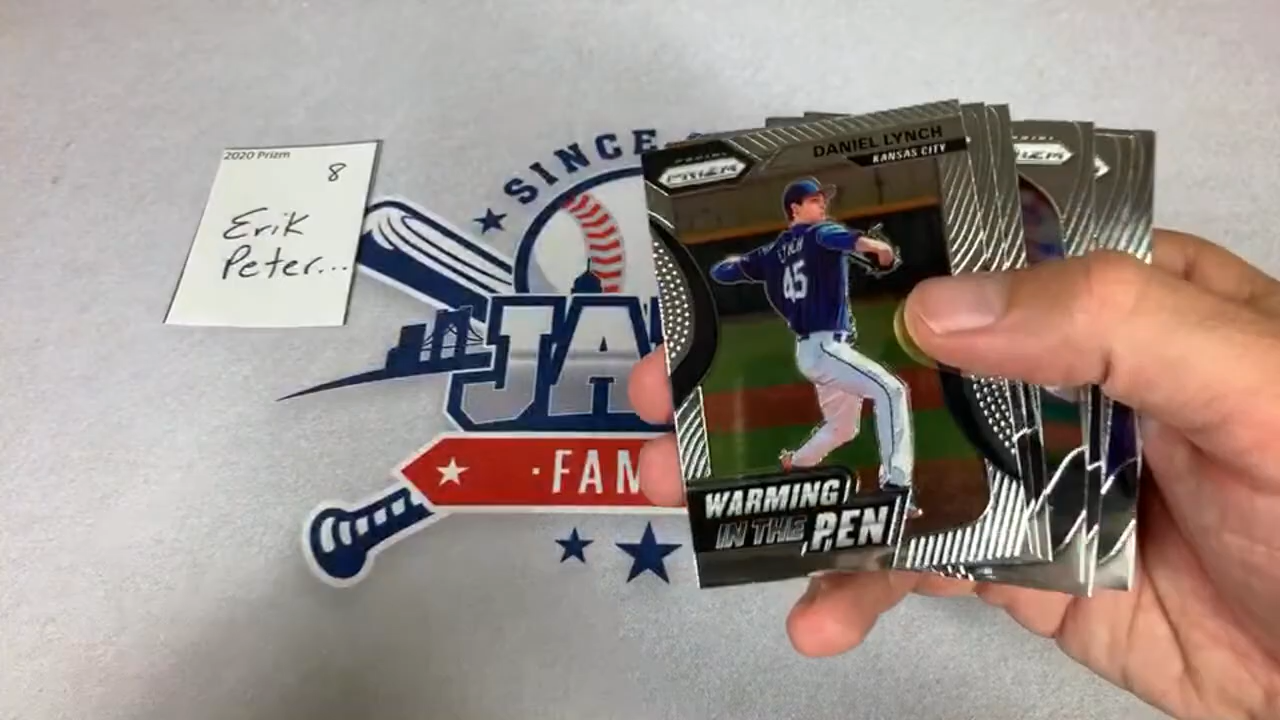 2020 Prizm
8
Erik
Peter...
SINCE
JA
FAM
PANINI
PRIZM
DANIEL LYNCH
KANSAS CITY
LYNCH
45
WARMING
IN THE PEN